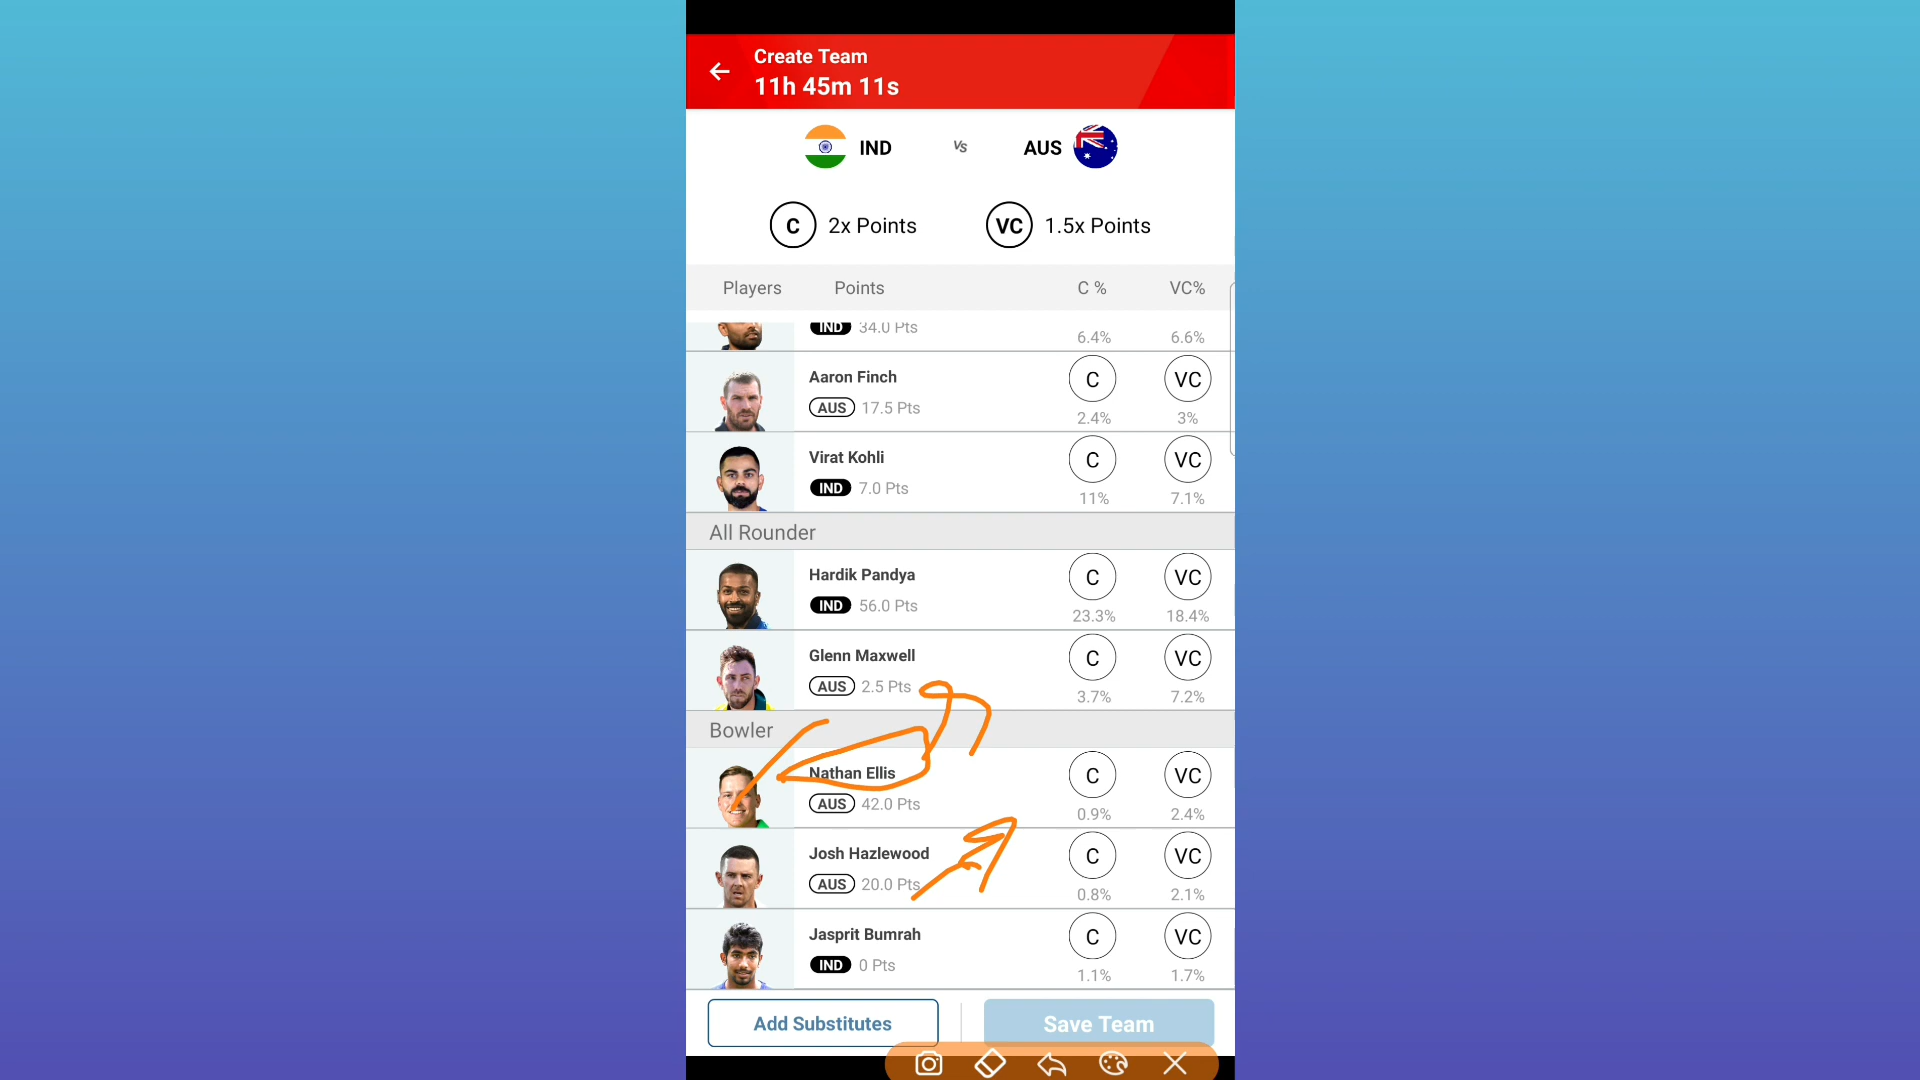 Create Team
11h 45m 11s
IND vs AUS
C 2x Points VC 1.5x Points
Players Points C % VC%
IND 34.0 Pts
6.4% 6.6%
Aaron Finch C VC
AUS 17.5 Pts
2.4% 3%
Virat Kohli C VC
IND 7.0 Pts
11% 7.1%
All Rounder
Hardik Pandya C VC
IND 56.0 Pts
23.3% 18.4%
Glenn Maxwell C VC
AUS 2.5 Pts
3.7% 7.2%
Bowler
Nathan Ellis C VC
AUS 42.0 Pts
0.9% 2.4%
Josh Hazlewood C VC
AUS 20.0 Pts
0.8% 2.1%
Jasprit Bumrah C VC
IND 0 Pts
1.1% 1.7%
Add Substitutes Save Team